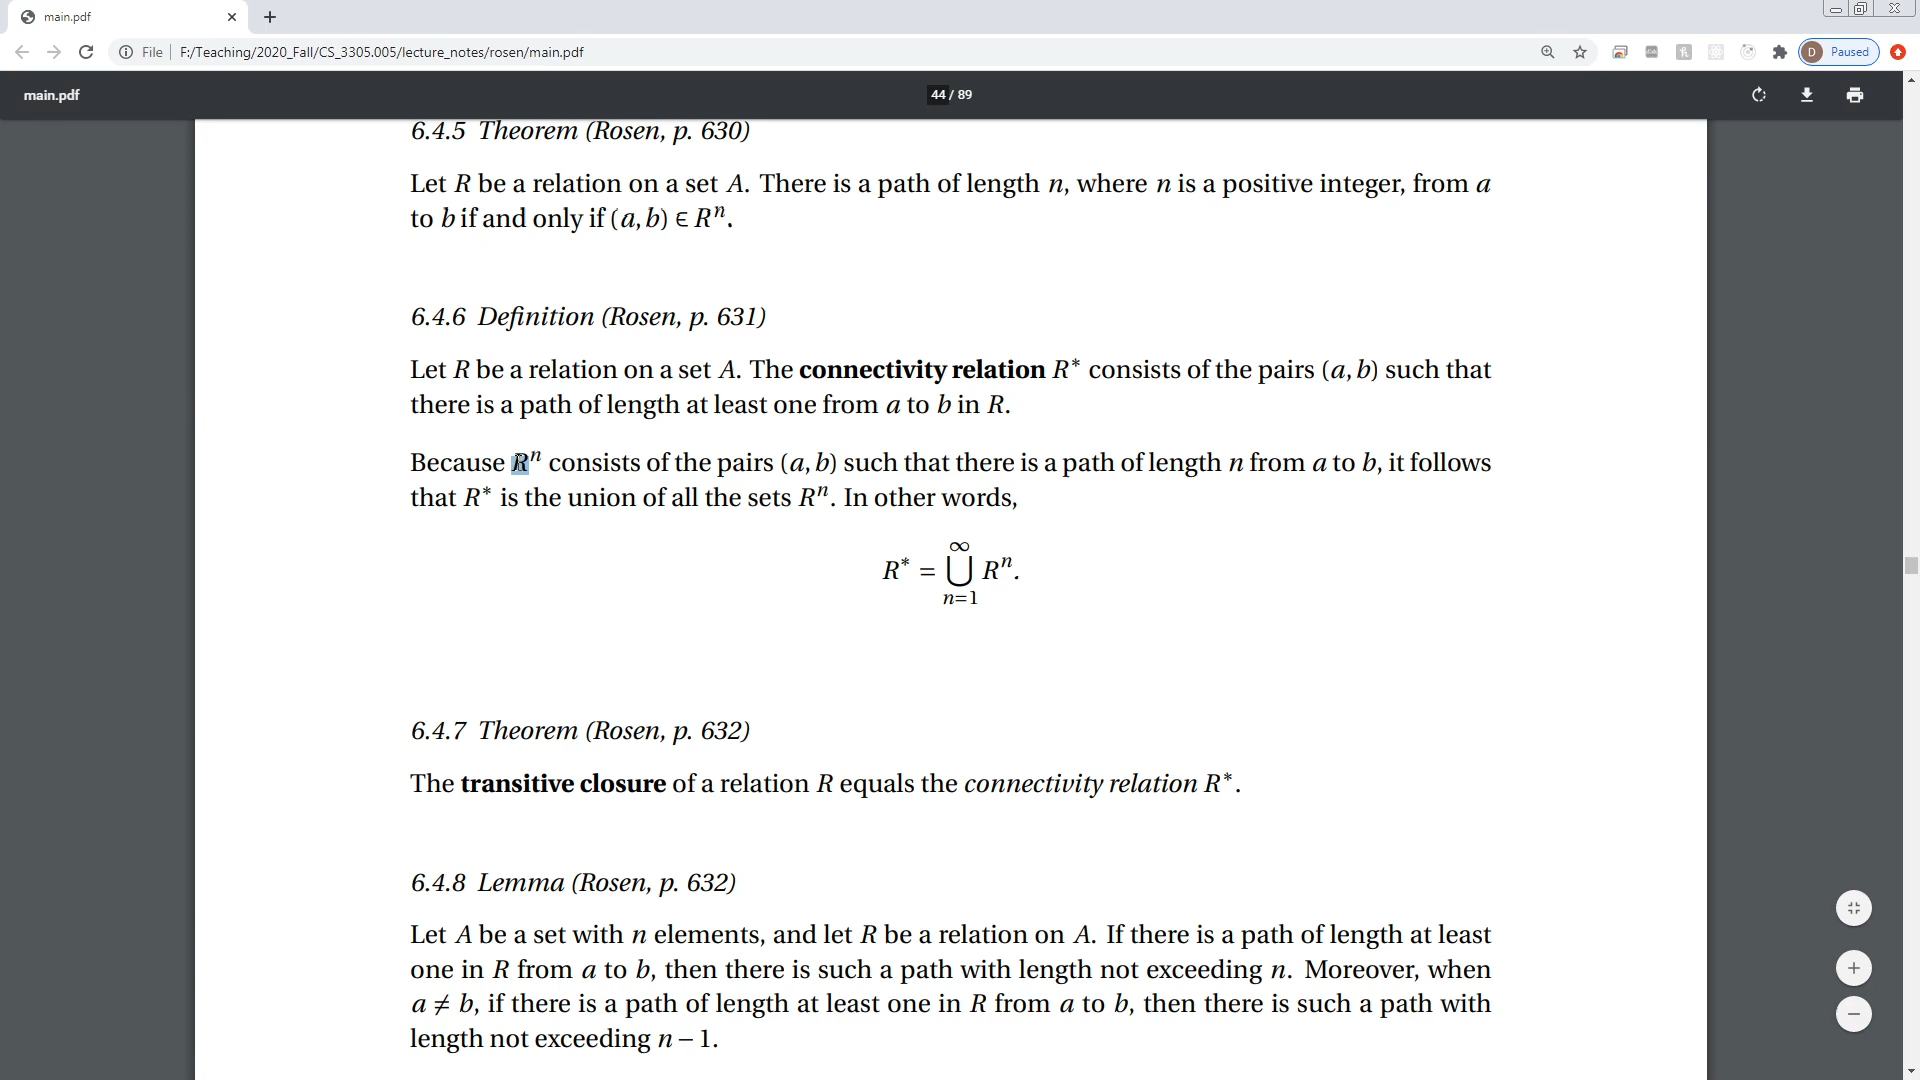 main.pdf
File | F:/Teaching/2020_Fall/CS_3305.005/lecture_notes/rosen/main.pdf
D Paused
main.pdf
44 / 89
6.4.5 Theorem (Rosen, p. 630)
Let R be a relation on a set A. There is a path of length n, where n is a positive integer, from a
to b if and only if (a, b) ∈ Rⁿ.
6.4.6 Definition (Rosen, p. 631)
Let R be a relation on a set A. The connectivity relation R* consists of the pairs (a, b) such that
there is a path of length at least one from a to b in R.
Because Rⁿ consists of the pairs (a, b) such that there is a path of length n from a to b, it follows
that R* is the union of all the sets Rⁿ. In other words,
∞
R* = ⋃ Rⁿ.
n=1
6.4.7 Theorem (Rosen, p. 632)
The transitive closure of a relation R equals the connectivity relation R*.
6.4.8 Lemma (Rosen, p. 632)
Let A be a set with n elements, and let R be a relation on A. If there is a path of length at least
one in R from a to b, then there is such a path with length not exceeding n. Moreover, when
a ≠ b, if there is a path of length at least one in R from a to b, then there is such a path with
length not exceeding n − 1.